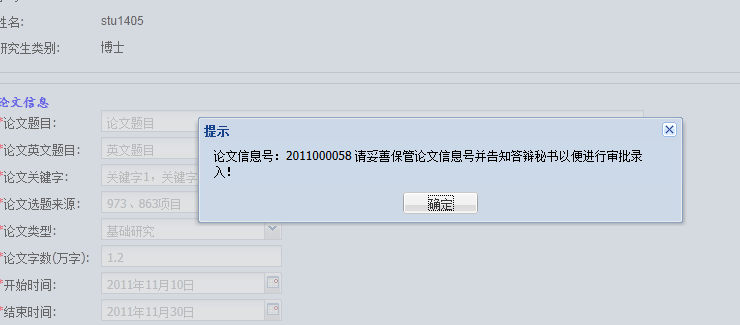 姓名: stu1405
研究生类别: 博士
论文信息
*论文题目: 论文题目
提示
*论文英文题目: 英文题目
论文信息号：2011000058 请妥善保管论文信息号并告知答辩秘书以便进行审批录
入！
*论文关键字: 关键字1，关键字
*论文选题来源: 973、863项目
确定
*论文类型: 基础研究
*论文字数(万字): 1.2
*开始时间: 2011年11月10日
*结束时间: 2011年11月30日